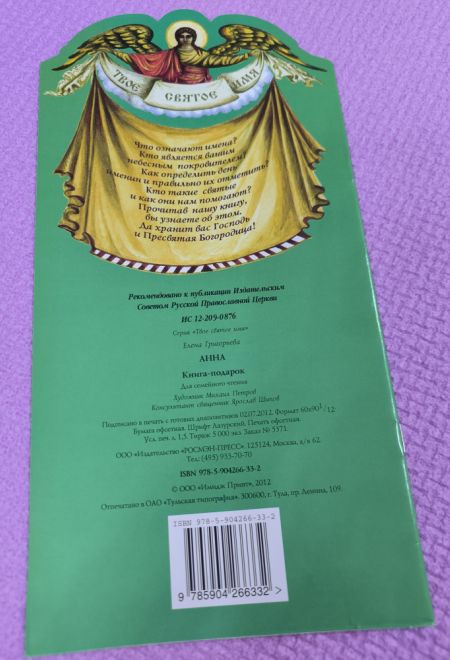 ТВОЕ СВЯТОЕ ИМЯ
Что означают имена?
Кто является вашим
небесным покровителем?
Как определить день
именин и правильно их отметить?
Кто такие святые
и как они нам помогают?
Прочитав нашу книгу,
вы узнаете об этом.
Да хранит вас Господь
и Пресвятая Богородица!
Рекомендовано к публикации Издательским
Советом Русской Православной Церкви
ИС 12-209-0876
Серия «Твое святое имя»
Елена Григорьева
АННА
Книга-подарок
Для семейного чтения
Художник Михаил Петров
Консультант священник Ярослав Шипов
Подписано в печать с готовых диапозитивов 02.07.2012. Формат 60x90 1/12.
Бумага офсетная. Шрифт Лазурский. Печать офсетная.
Усл. печ. л. 1,5. Тираж 5 000 экз. Заказ № 5371.
ООО «Издательство «РОСМЭН-ПРЕСС». 125124, Москва, а/я 62.
Тел.: (495) 933-70-70
ISBN 978-5-904266-33-2
© ООО «Имидж Принт», 2012
Отпечатано в ОАО «Тульская типография». 300600, г. Тула, пр. Ленина, 109.
ISBN 978-5-904266-33-2
9 785904 266332 >